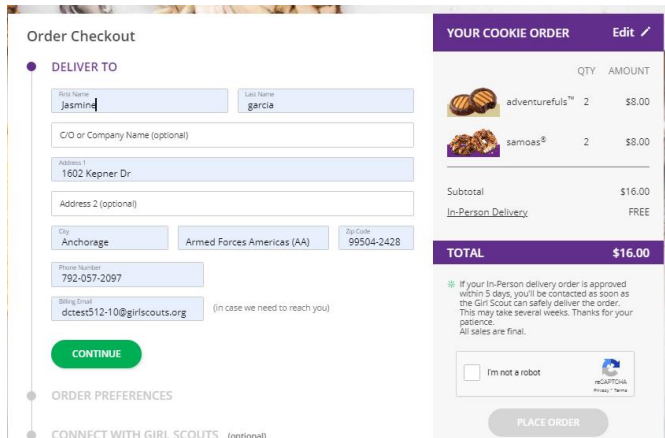 Order Checkout
DELIVER TO
First Name
Jasmine
Last Name
garcia
C/O or Company Name (optional)
Address 1
1602 Kepner Dr
Address 2 (optional)
City
Anchorage
Armed Forces Americas (AA)
Zip Code
99504-2428
Phone Number
792-057-2097
Billing Email
dctest512-10@girlscouts.org
(in case we need to reach you)
CONTINUE
ORDER PREFERENCES
CONNECT WITH GIRL SCOUTS (optional)
YOUR COOKIE ORDER Edit
QTY AMOUNT
adventurefuls™ 2 $8.00
samoas® 2 $8.00
Subtotal $16.00
In-Person Delivery FREE
TOTAL $16.00
If your In-Person delivery order is approved
within 5 days, you'll be contacted as soon as
the Girl Scout can safely deliver the order.
This may take several weeks. Thanks for your
patience.
All sales are final.
I'm not a robot
reCAPTCHA
Privacy - Terms
PLACE ORDER